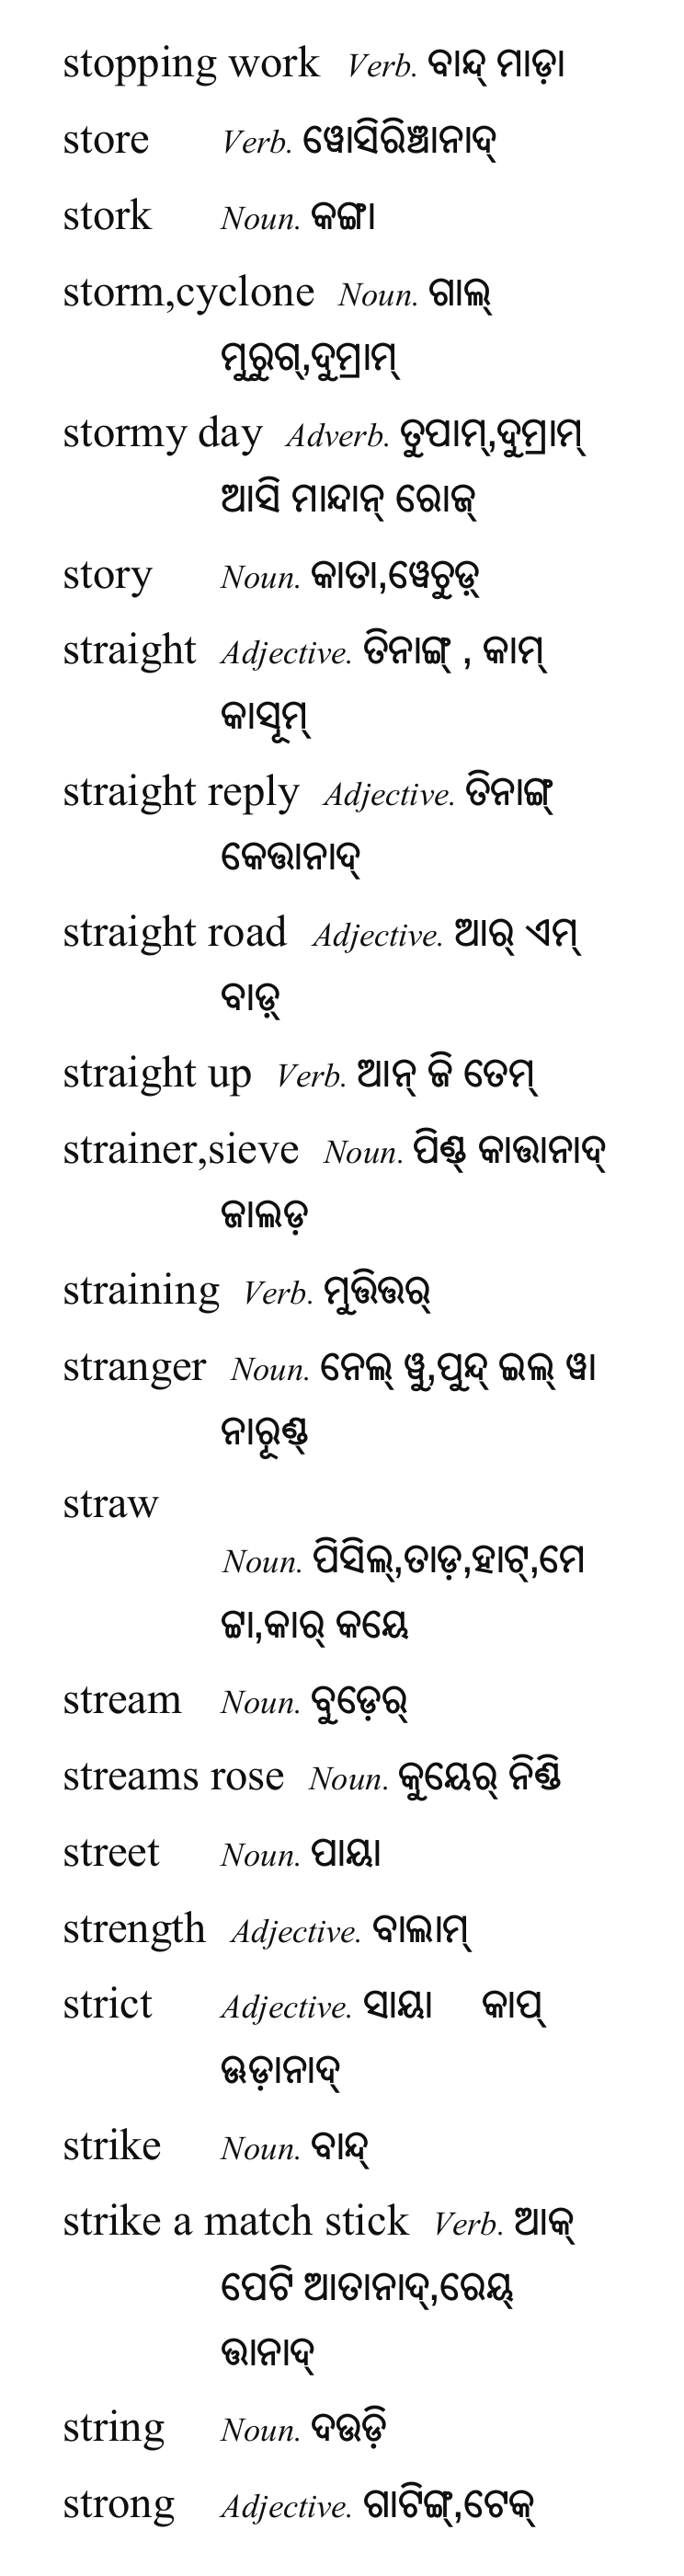 stopping work Verb. ବାନ୍ଦ୍ ମାଡ଼ା
store Verb. ୱୋସିରିଞ୍ଚାନାଦ୍
stork Noun. କଙ୍ଗା
storm,cyclone Noun. ଗାଲ୍
ମୁରୁଗ୍,ଦୁମ୍ରାମ୍
stormy day Adverb. ତୁପାମ୍,ଦୁମ୍ରାମ୍
ଆସି ମାନ୍ଦାନ୍ ରୋଜ୍
story Noun. କାତା,ୱେଚୁଡ଼୍
straight Adjective. ତିନାଙ୍ଗ୍ , କାମ୍
କାସୂମ୍
straight reply Adjective. ତିନାଙ୍ଗ୍
କେତ୍ତାନାଦ୍
straight road Adjective. ଆର୍ ଏମ୍
ବାଡ଼୍
straight up Verb. ଆନ୍ ଜି ତେମ୍
strainer,sieve Noun. ପିଣ୍ଡ୍ କାତ୍ତାନାଦ୍
ଜାଲଡ଼
straining Verb. ମୁତ୍ତିତ୍ତର୍
stranger Noun. ନେଲ୍ ୱୁ,ପୁନ୍ଦ୍ ଇଲ୍ ୱା
ନାରୂଣ୍ଡ୍
straw
Noun. ପିସିଲ୍,ତାଡ଼,ହାଟ୍,ମେ
ଟ୍ଟା,କାର୍ କୟେ
stream Noun. ବୁଡ଼େର୍
streams rose Noun. କୁୟେର୍ ନିଣ୍ଡି
street Noun. ପାୟା
strength Adjective. ବାଲାମ୍
strict Adjective. ସାୟା କାପ୍
ଊଡ଼ାନାଦ୍
strike Noun. ବାନ୍ଦ୍
strike a match stick Verb. ଆକ୍
ପେଟି ଆତାନାଦ୍,ରେୟ୍
ତ୍ତାନାଦ୍
string Noun. ଦଉଡ଼ି
strong Adjective. ଗାଟିଙ୍ଗ୍,ଟେକ୍